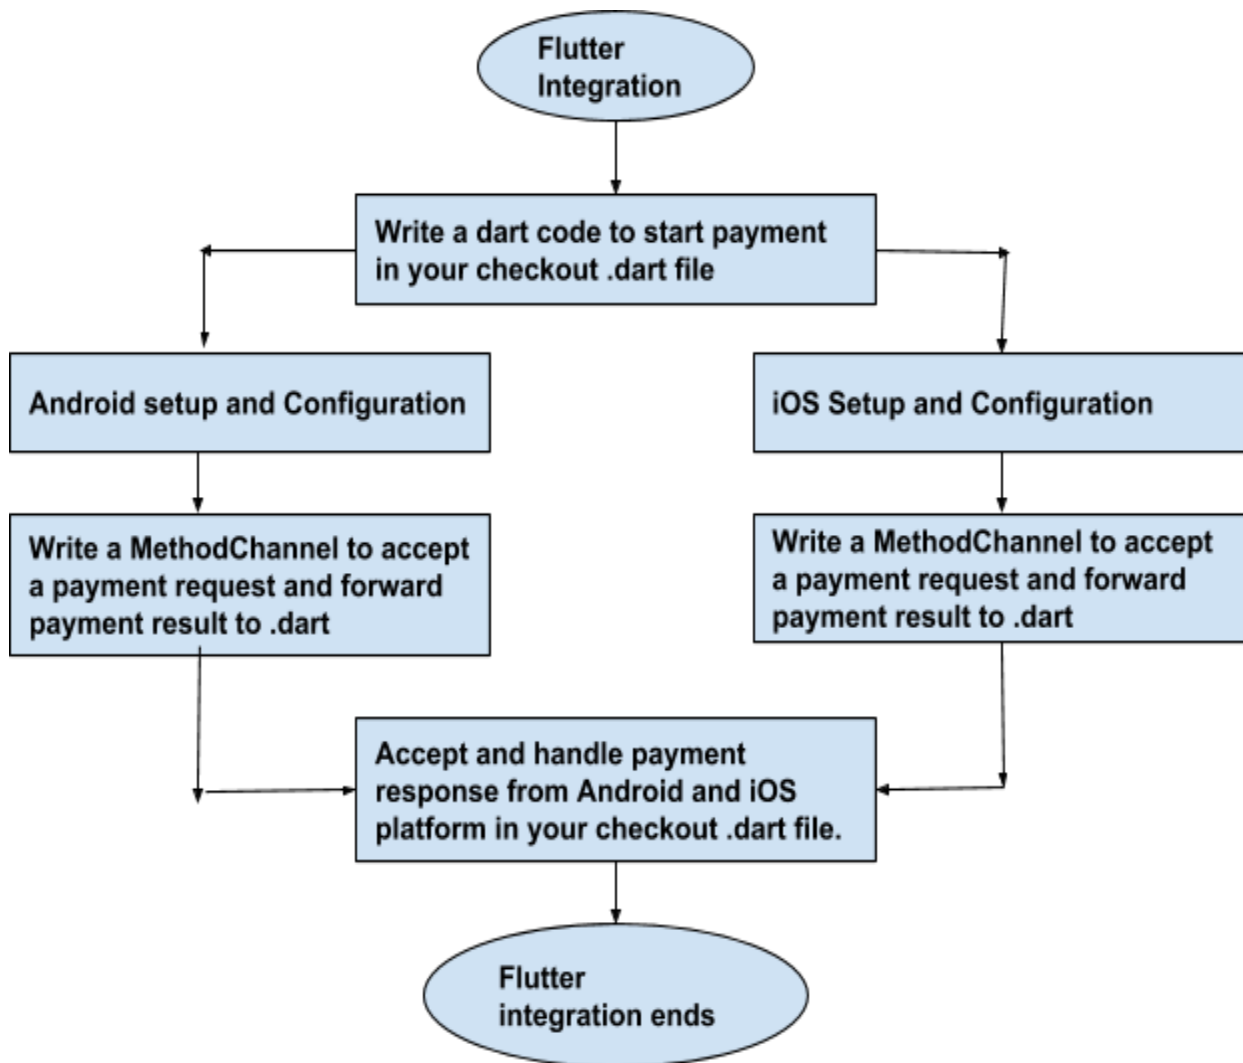 Flutter
Integration
Write a dart code to start payment
in your checkout .dart file
Android setup and Configuration
iOS Setup and Configuration
Write a MethodChannel to accept
a payment request and forward
payment result to .dart
Write a MethodChannel to accept
a payment request and forward
payment result to .dart
Accept and handle payment
response from Android and iOS
platform in your checkout .dart file.
Flutter
integration ends